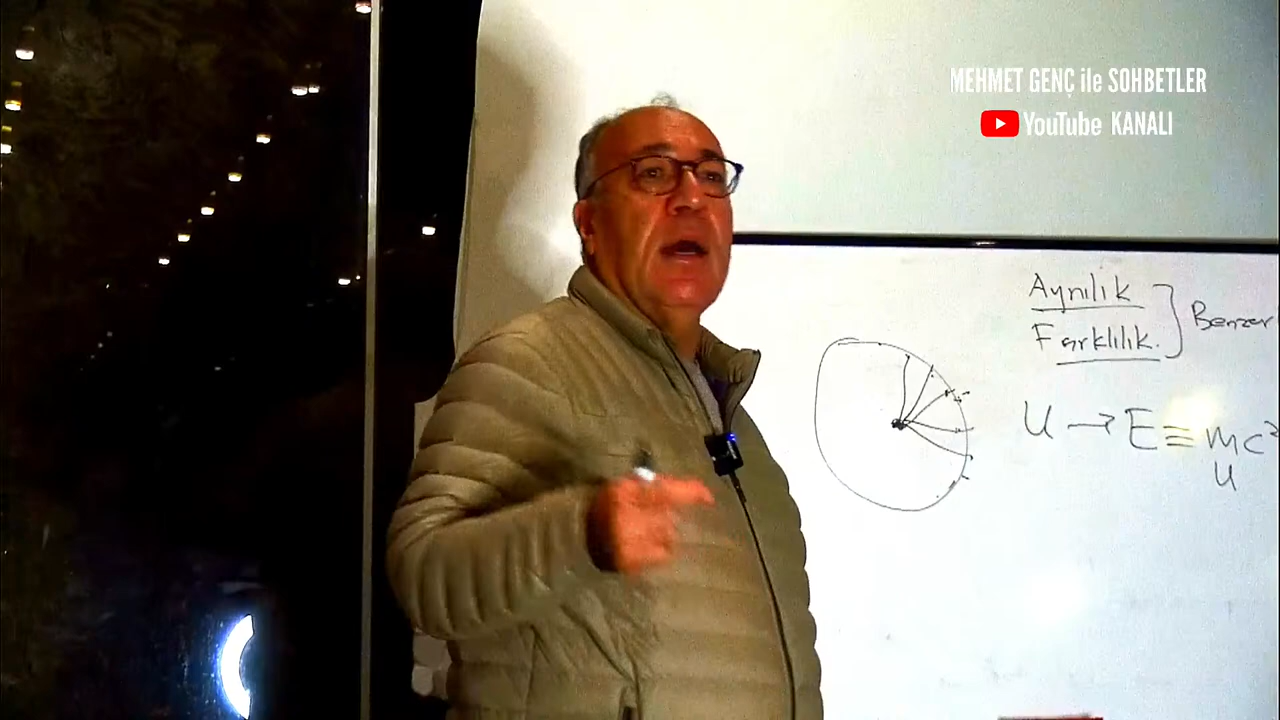 MEHMET GENÇ ile SOHBETLER
YouTube KANALI
Aynılık
Farklılık.
Benzer
U → E ≡ mc²
U